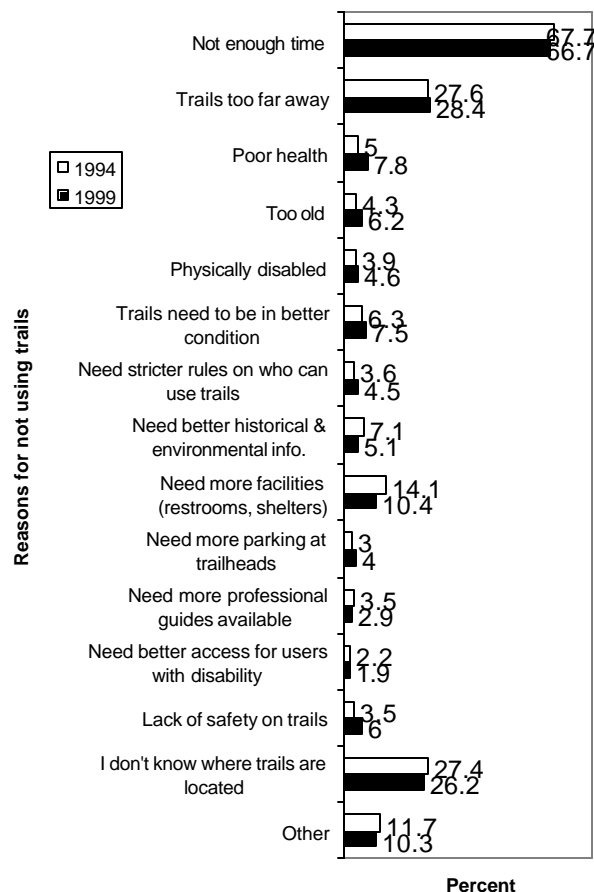 Not enough time
67.7
66.7
Trails too far away
27.6
28.4
Poor health
5
7.8
1994
1999
Too old
4.3
6.2
Physically disabled
3.9
4.6
Reasons for not using trails
Trails need to be in better
condition
6.3
7.5
Need stricter rules on who can
use trails
3.6
4.5
Need better historical &
environmental info.
7.1
5.1
Need more facilities
(restrooms, shelters)
14.1
10.4
Need more parking at
trailheads
3
4
Need more professional
guides available
3.5
2.9
Need better access for users
with disability
2.2
1.9
Lack of safety on trails
3.5
6
I don't know where trails are
located
27.4
26.2
Other
11.7
10.3
Percent